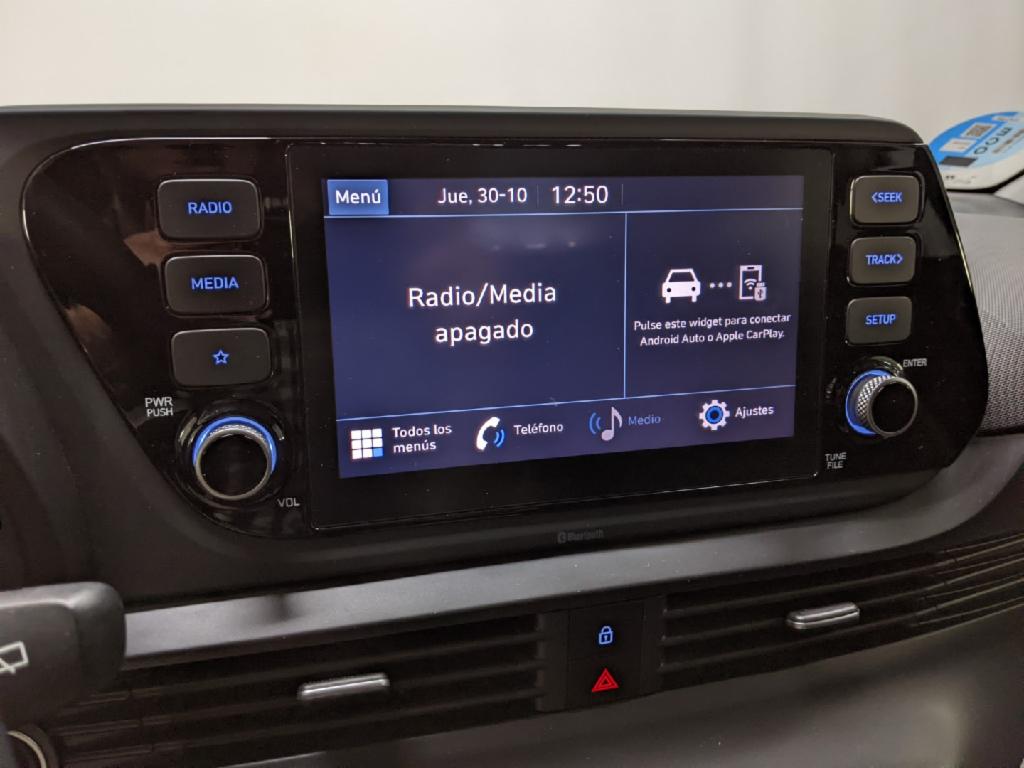 RADIO
MEDIA
PWR
PUSH
VOL
Menú
Jue, 30-10
12:50
Radio/Media
apagado
Pulse este widget para conectar
Android Auto o Apple CarPlay.
Todos los
menús
Teléfono
Medio
Ajustes
<SEEK
TRACK>
SETUP
ENTER
TUNE
FILE
Bluetooth